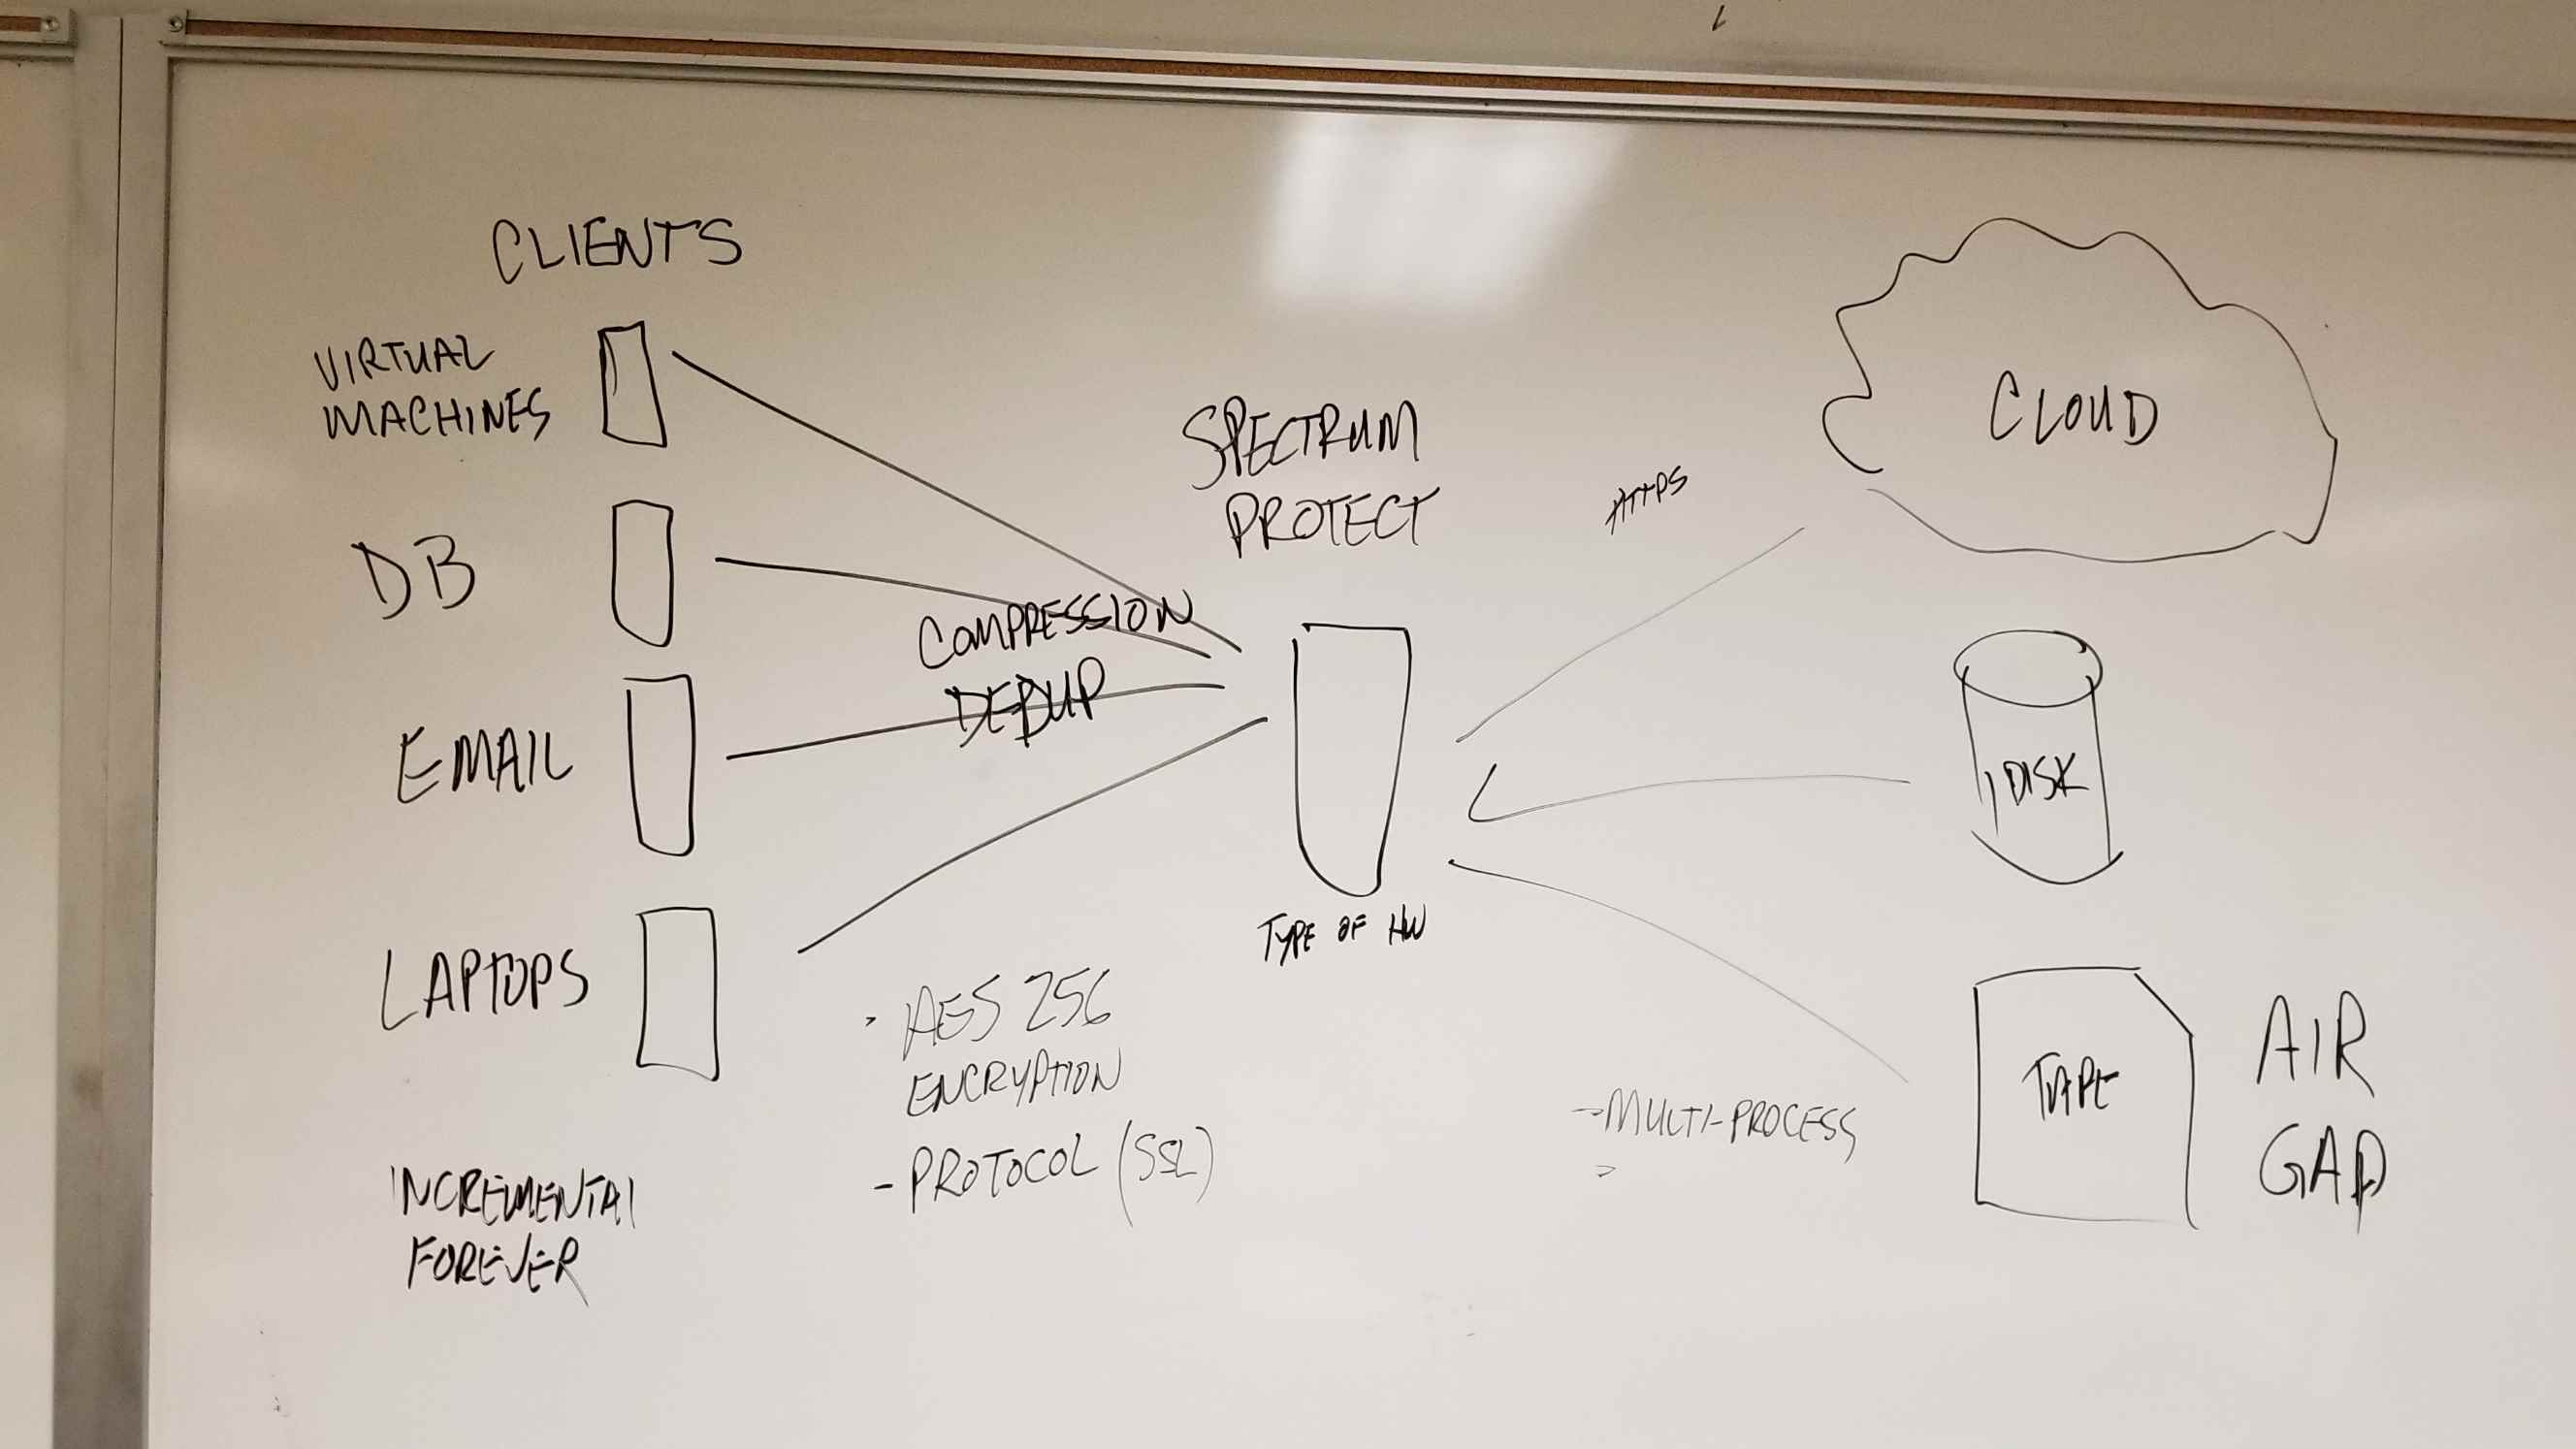 CLIENTS
VIRTUAL
MACHINES
DB
EMAIL
LAPTOPS
INCREMENTAL
FOREVER
COMPRESSION
DEDUP
AES 256
ENCRYPTION
- PROTOCOL (SSL)
SPECTRUM
PROTECT
TYPE OF HW
HTTPS
- MULTI-PROCESS
CLOUD
DISK
TAPE
AIR
GAP